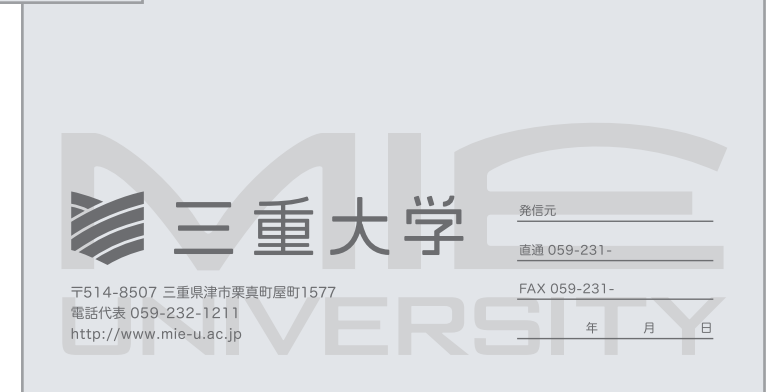 MIE
UNIVERSITY
三重大学
〒514-8507 三重県津市栗真町屋町1577
電話代表 059-232-1211
http://www.mie-u.ac.jp
発信元
直通 059-231-
FAX 059-231-
年 月 日